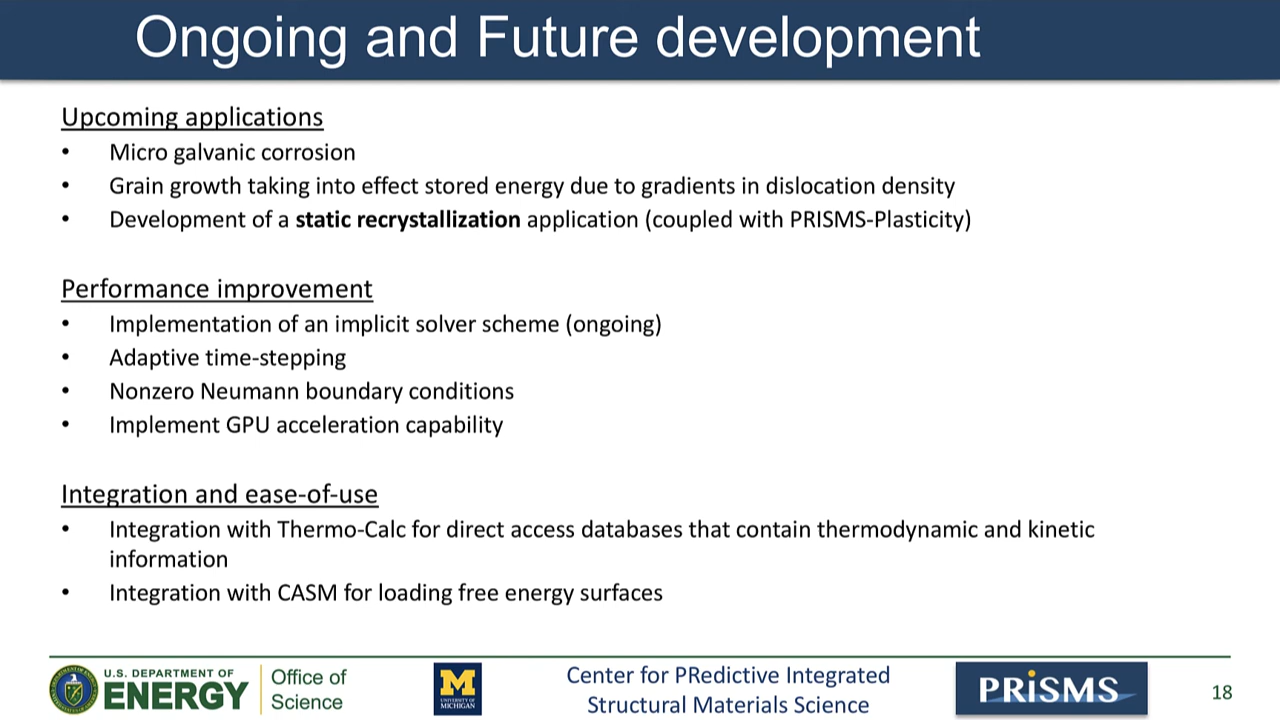 Ongoing and Future development
Upcoming applications
• Micro galvanic corrosion
• Grain growth taking into effect stored energy due to gradients in dislocation density
• Development of a static recrystallization application (coupled with PRISMS-Plasticity)
Performance improvement
• Implementation of an implicit solver scheme (ongoing)
• Adaptive time-stepping
• Nonzero Neumann boundary conditions
• Implement GPU acceleration capability
Integration and ease-of-use
• Integration with Thermo-Calc for direct access databases that contain thermodynamic and kinetic
information
• Integration with CASM for loading free energy surfaces
U.S. DEPARTMENT OF
ENERGY
Office of
Science
M
UNIVERSITY OF
MICHIGAN
Center for PRedictive Integrated
Structural Materials Science
PRiSMS
18